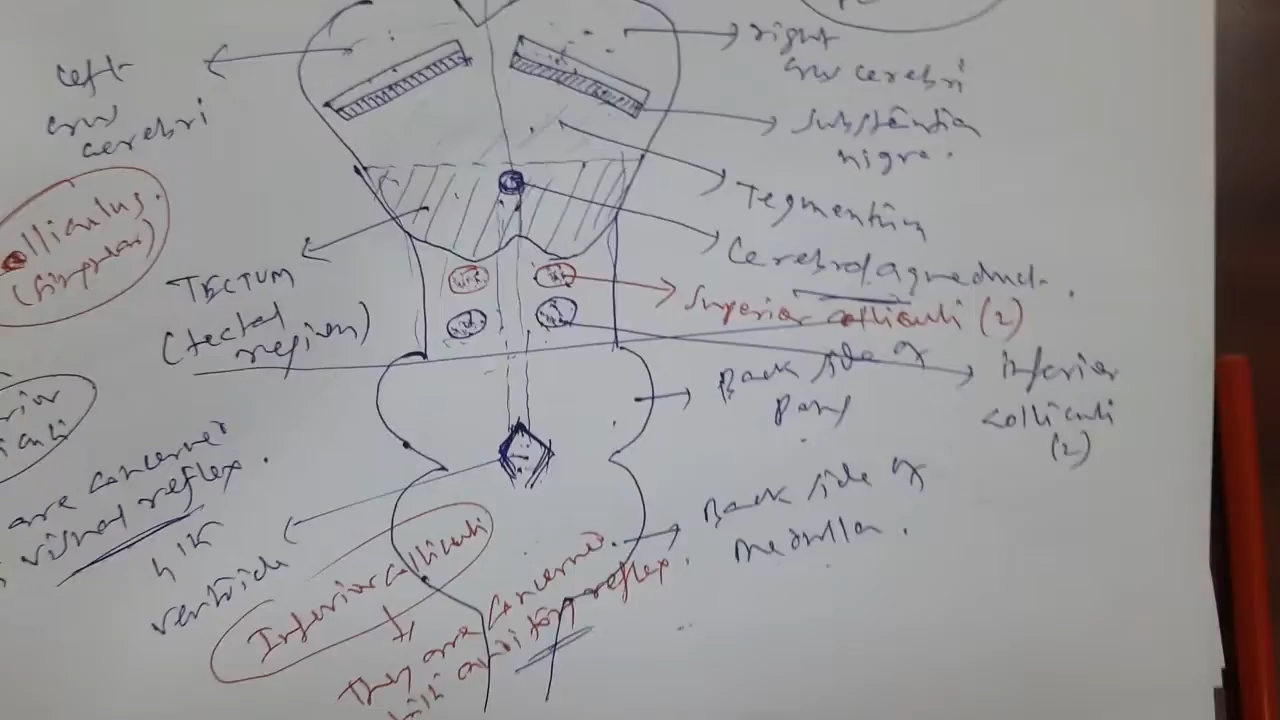 left
crus
cerebri
right
crus cerebri
Substantia
nigra.
Tegmentum
Cerebral aqueduct.
Superior colliculi (2)
inferior
colliculi
(2)
Back side of
pons
Back side of
medulla.
colliculus.
(singular)
TECTUM
(tectal
region)
are concerned
visual reflex.
ventricle
Inferior colliculi
They are concerned
with auditory reflex.